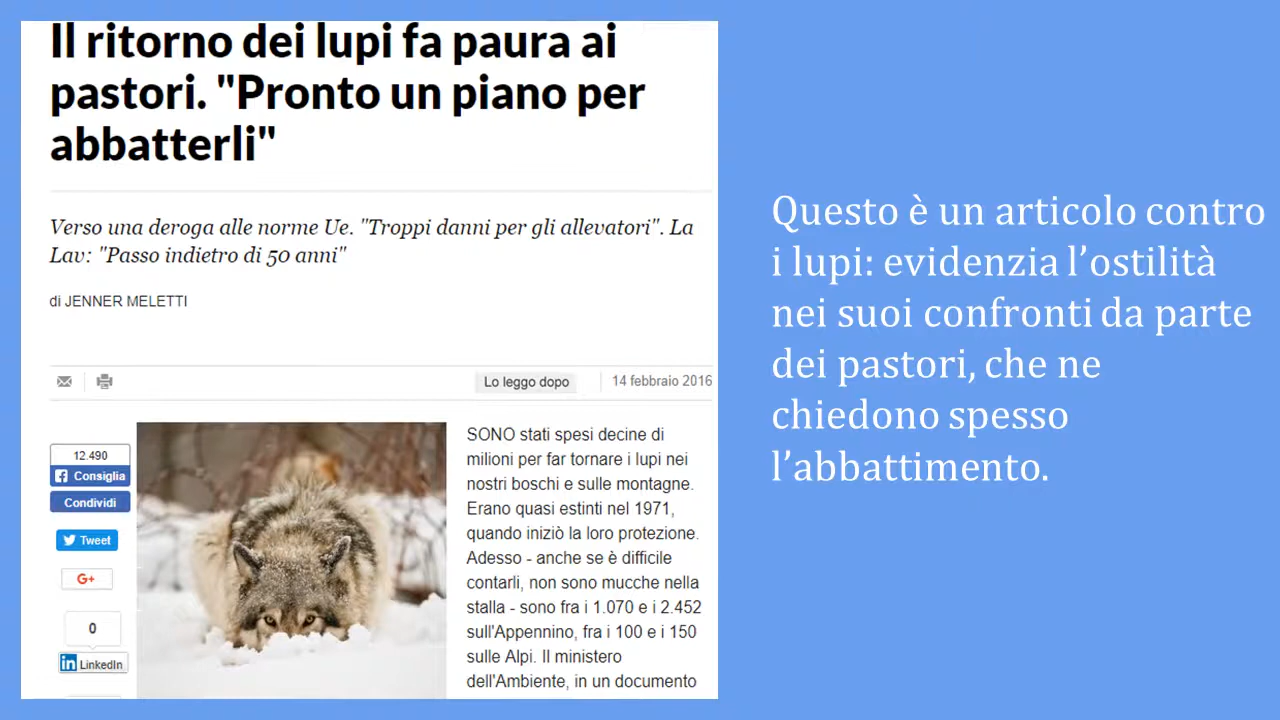 Il ritorno dei lupi fa paura ai
pastori. "Pronto un piano per
abbatterli"
Verso una deroga alle norme Ue. "Troppi danni per gli allevatori". La
Lav: "Passo indietro di 50 anni"
di JENNER MELETTI
Lo leggo dopo
14 febbraio 2016
12.490
Consiglia
Condividi
Tweet
G+
0
in LinkedIn
SONO stati spesi decine di
milioni per far tornare i lupi nei
nostri boschi e sulle montagne.
Erano quasi estinti nel 1971,
quando iniziò la loro protezione.
Adesso - anche se è difficile
contarli, non sono mucche nella
stalla - sono fra i 1.070 e i 2.452
sull'Appennino, fra i 100 e i 150
sulle Alpi. Il ministero
dell'Ambiente, in un documento
Questo è un articolo contro
i lupi: evidenzia l’ostilità
nei suoi confronti da parte
dei pastori, che ne
chiedono spesso
l’abbattimento.